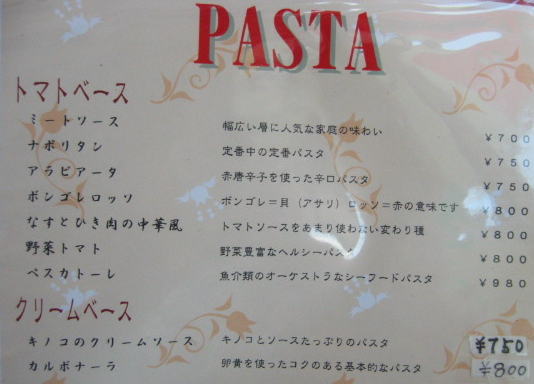 PASTA
トマトベース
ミートソース 幅広い層に人気な家庭の味わい ￥700
ナポリタン 定番中の定番パスタ ￥750
アラビアータ 赤唐辛子を使った辛口パスタ ￥750
ボンゴレロッソ ボンゴレ＝貝（アサリ）ロッソ＝赤の意味です ￥800
なすとひき肉の中華風 トマトソースをあまり使わない変わり種 ￥800
野菜トマト 野菜豊富なヘルシーパスタ ￥800
ペスカトーレ 魚介類のオーケストラなシーフードパスタ ￥980
クリームベース
キノコのクリームソース キノコとソースたっぷりのパスタ ￥750
カルボナーラ 卵黄を使ったコクのある基本的なパスタ ￥800